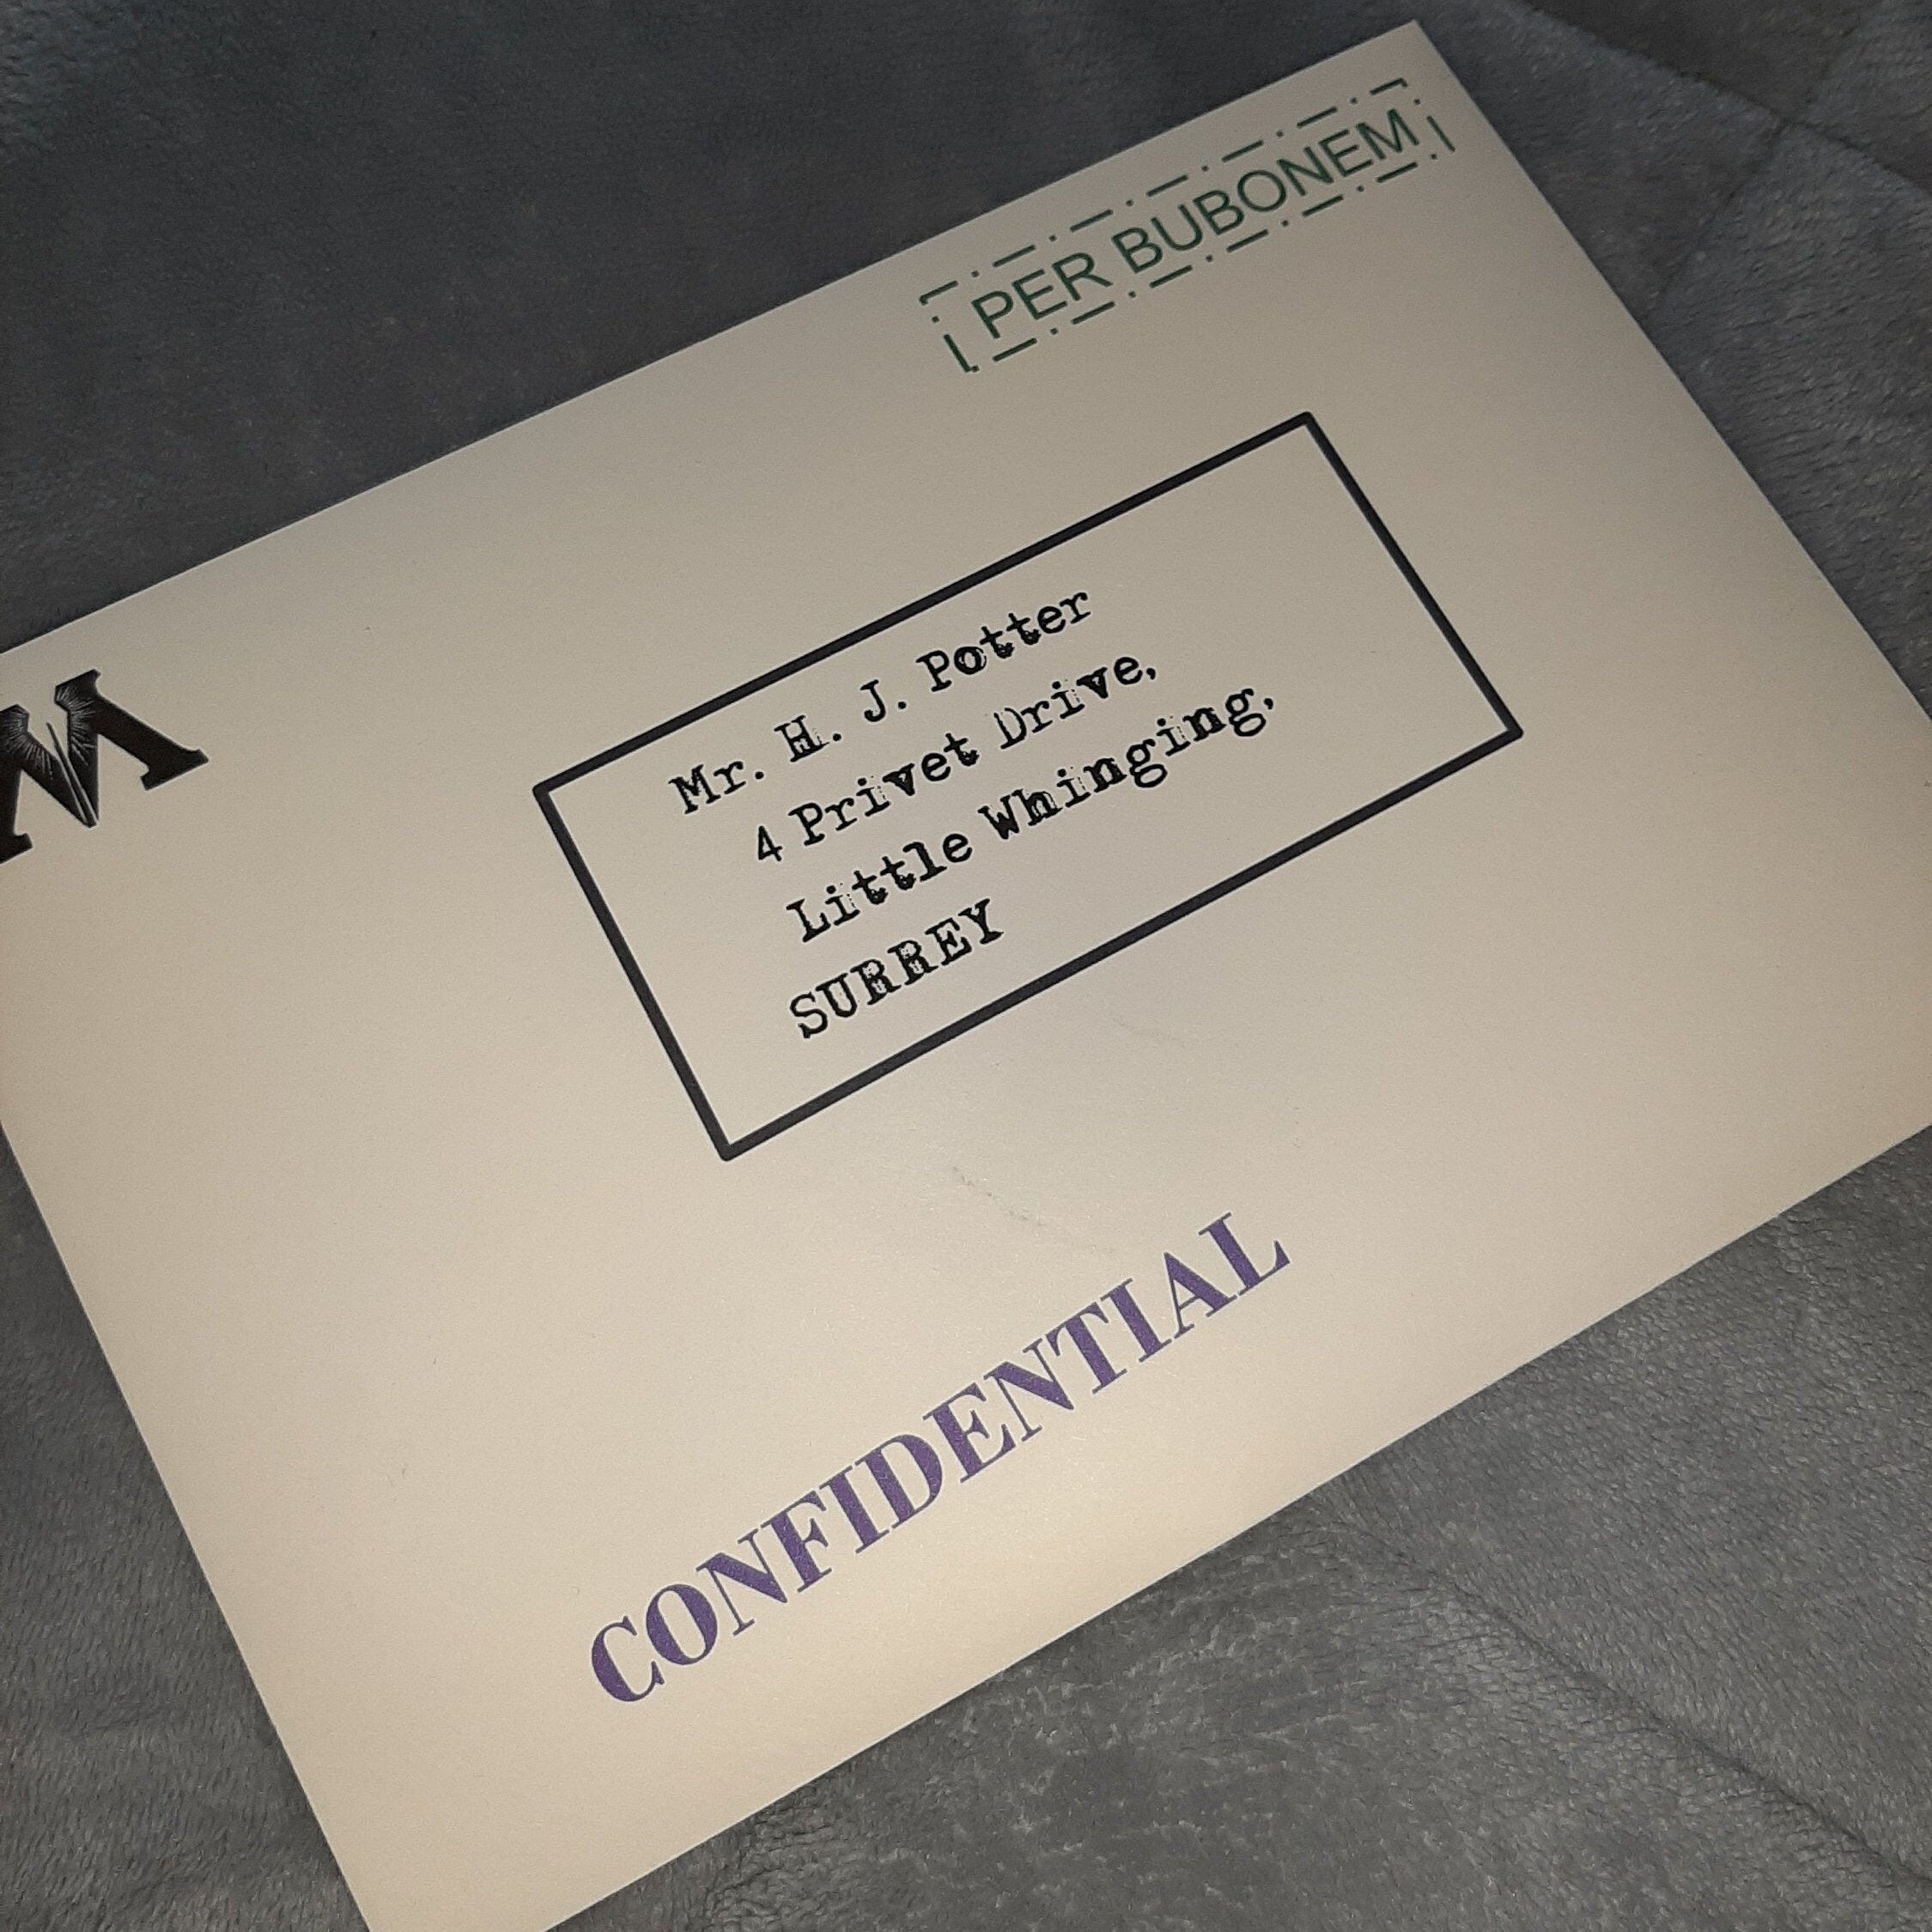 PER BUBONEM
M
Mr. H. J. Potter
4 Privet Drive,
Little Whinging,
SURREY
CONFIDENTIAL